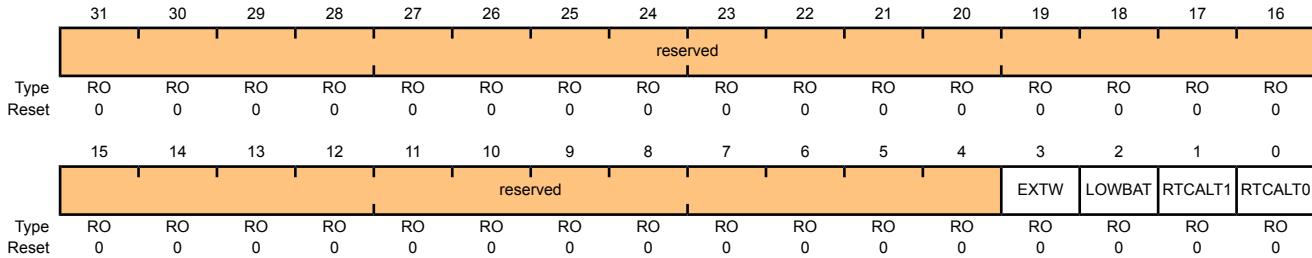 31 30 29 28 27 26 25 24 23 22 21 20 19 18 17 16
reserved
Type RO RO RO RO RO RO RO RO RO RO RO RO RO RO RO RO
Reset 0 0 0 0 0 0 0 0 0 0 0 0 0 0 0 0
15 14 13 12 11 10 9 8 7 6 5 4 3 2 1 0
reserved EXTW LOWBAT RTCALT1 RTCALT0
Type RO RO RO RO RO RO RO RO RO RO RO RO RO RO RO RO
Reset 0 0 0 0 0 0 0 0 0 0 0 0 0 0 0 0